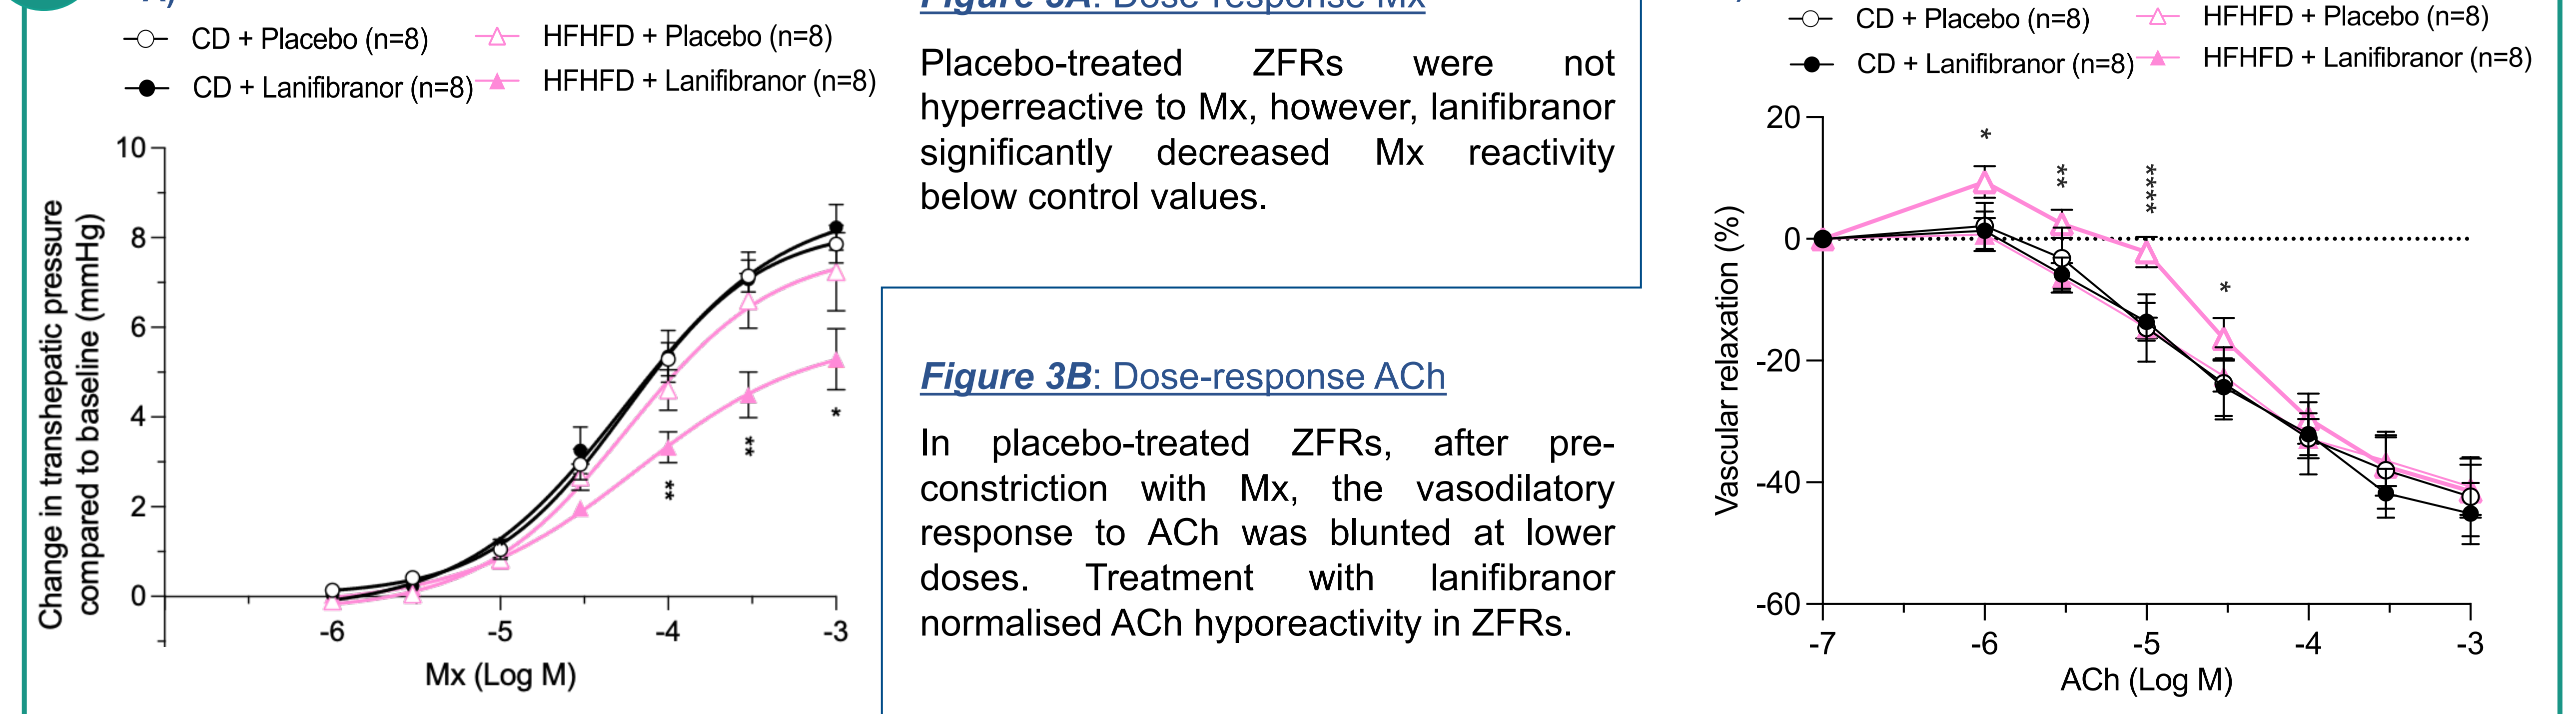 A)
CD + Placebo (n=8)
HFHFD + Placebo (n=8)
CD + Lanifibranor (n=8)
HFHFD + Lanifibranor (n=8)
Change in transhepatic pressure
compared to baseline (mmHg)
10
8
6
4
2
0
**
**
*
-6
-5
-4
-3
Mx (Log M)
Figure 3A: Dose-response Mx
Placebo-treated ZFRs were not
hyperreactive to Mx, however, lanifibranor
significantly decreased Mx reactivity
below control values.
Figure 3B: Dose-response ACh
In placebo-treated ZFRs, after pre-
constriction with Mx, the vasodilatory
response to ACh was blunted at lower
doses. Treatment with lanifibranor
normalised ACh hyporeactivity in ZFRs.
CD + Placebo (n=8)
HFHFD + Placebo (n=8)
CD + Lanifibranor (n=8)
HFHFD + Lanifibranor (n=8)
Vascular relaxation (%)
20
0
-20
-40
-60
*
**
****
*
-7
-6
-5
-4
-3
ACh (Log M)